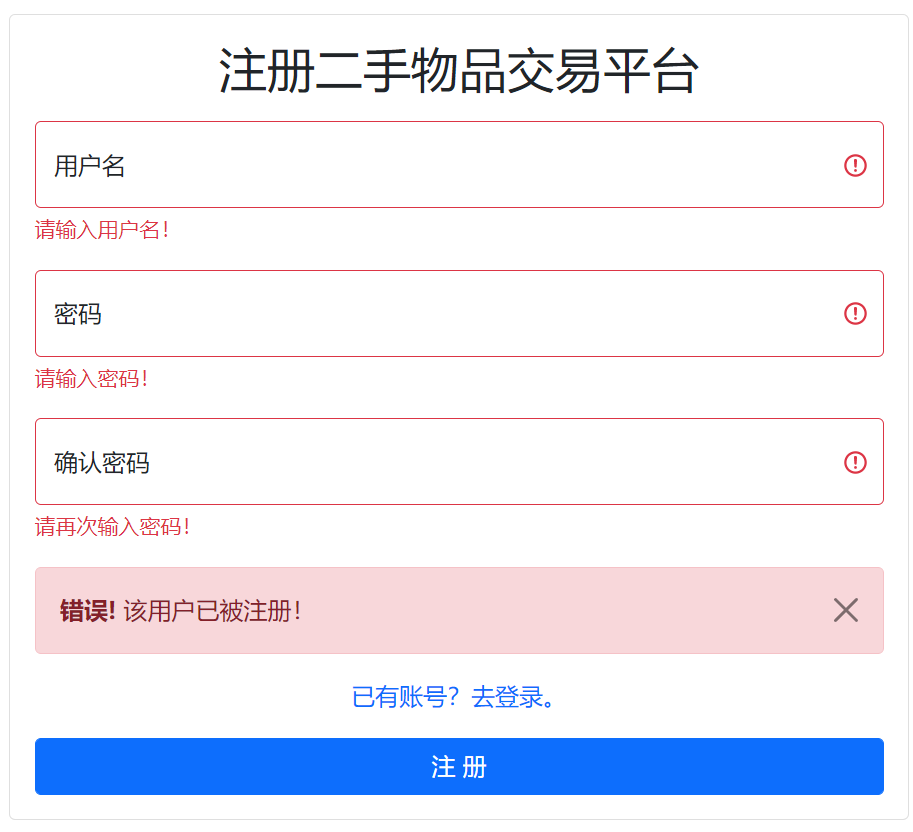 注册二手物品交易平台
用户名
请输入用户名！
密码
请输入密码！
确认密码
请再次输入密码！
错误! 该用户已被注册！
已有账号？去登录。
注 册